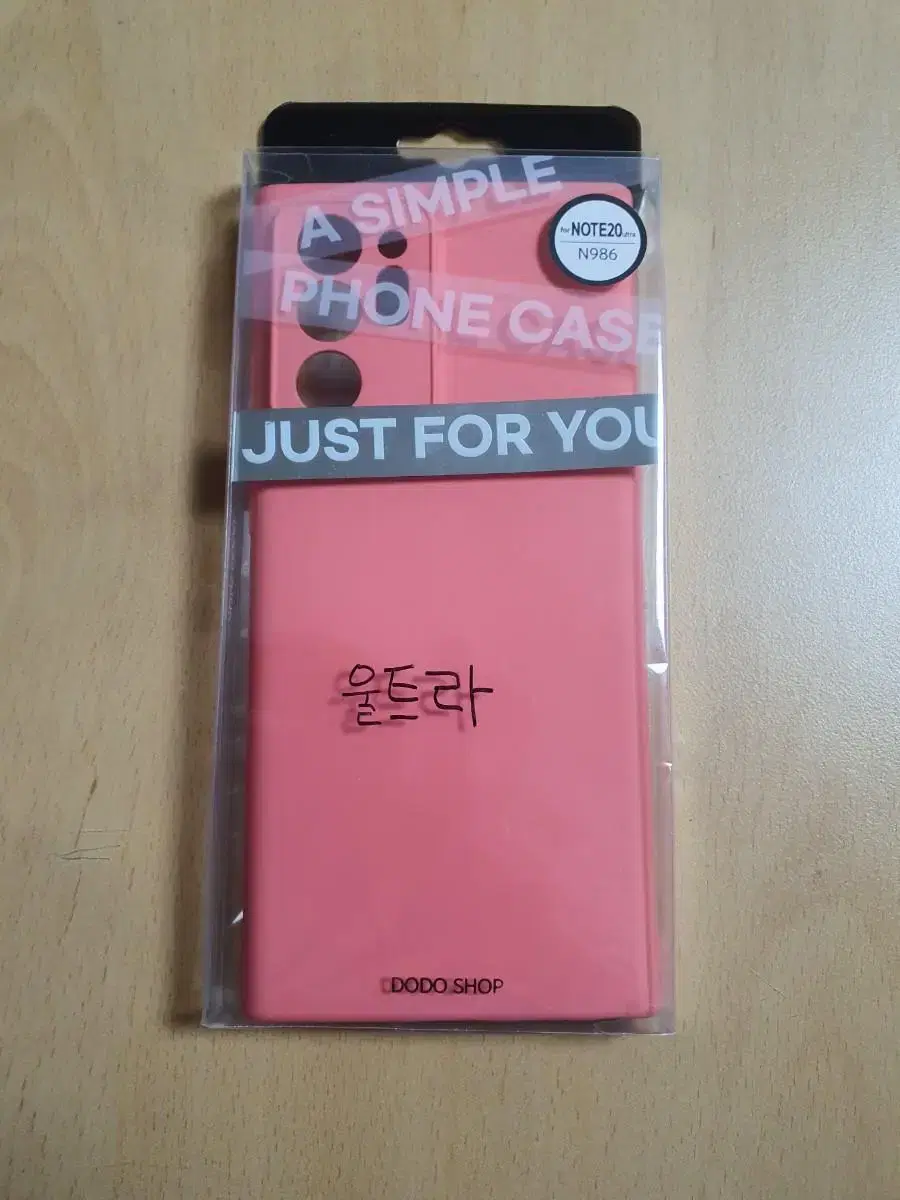 A SIMPLE
for NOTE20 ultra
N986
PHONE CASE
JUST FOR YOU
울트라
DODO SHOP